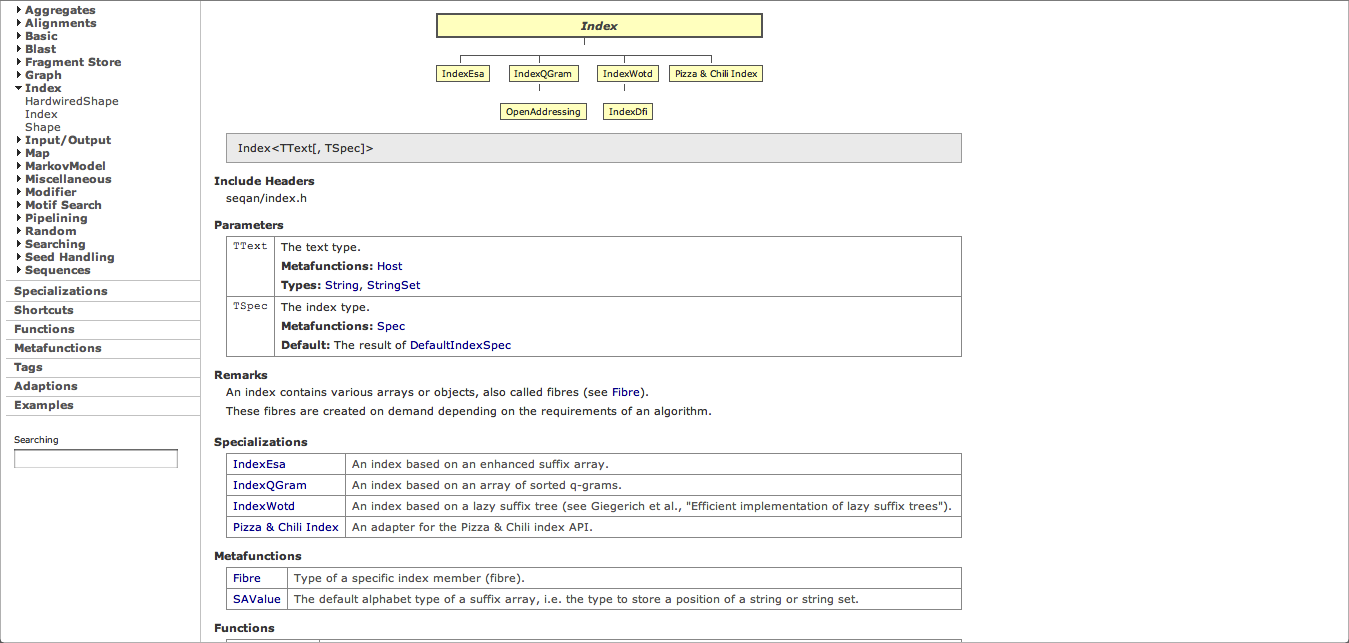 Aggregates
Alignments
Basic
Blast
Fragment Store
Graph
Index
HardwiredShape
Index
Shape
Input/Output
Map
MarkovModel
Miscellaneous
Modifier
Motif Search
Pipelining
Random
Searching
Seed Handling
Sequences
Specializations
Shortcuts
Functions
Metafunctions
Tags
Adaptions
Examples
Searching
Index
IndexEsa IndexQGram IndexWotd Pizza & Chili Index
OpenAddressing IndexDfi
Index<TText[, TSpec]>
Include Headers
seqan/index.h
Parameters
TText The text type.
Metafunctions: Host
Types: String, StringSet
TSpec The index type.
Metafunctions: Spec
Default: The result of DefaultIndexSpec
Remarks
An index contains various arrays or objects, also called fibres (see Fibre).
These fibres are created on demand depending on the requirements of an algorithm.
Specializations
IndexEsa An index based on an enhanced suffix array.
IndexQGram An index based on an array of sorted q-grams.
IndexWotd An index based on a lazy suffix tree (see Giegerich et al., "Efficient implementation of lazy suffix trees").
Pizza & Chili Index An adapter for the Pizza & Chili index API.
Metafunctions
Fibre Type of a specific index member (fibre).
SAValue The default alphabet type of a suffix array, i.e. the type to store a position of a string or string set.
Functions